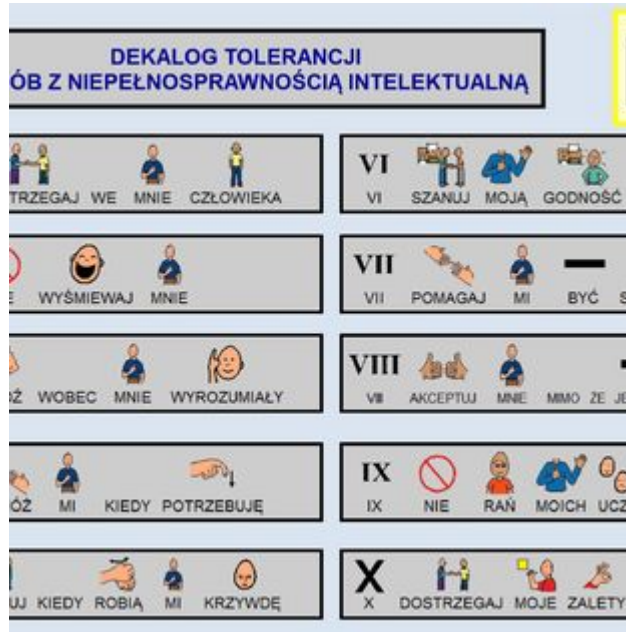 DEKALOG TOLERANCJI
ÓB Z NIEPEŁNOSPRAWNOŚCIĄ INTELEKTUALNĄ
TRZEGAJ WE MNIE CZŁOWIEKA
E WYŚMIEWAJ MNIE
Ź WOBEC MNIE WYROZUMIAŁY
ÓŻ MI KIEDY POTRZEBUJĘ
UJ KIEDY ROBIĄ MI KRZYWDĘ
VI
VI SZANUJ MOJĄ GODNOŚĆ
VII
VII POMAGAJ MI BYĆ S
VIII
VIII AKCEPTUJ MNIE MIMO ŻE JE
IX
IX NIE RAŃ MOICH UCZ
X
X DOSTRZEGAJ MOJE ZALETY